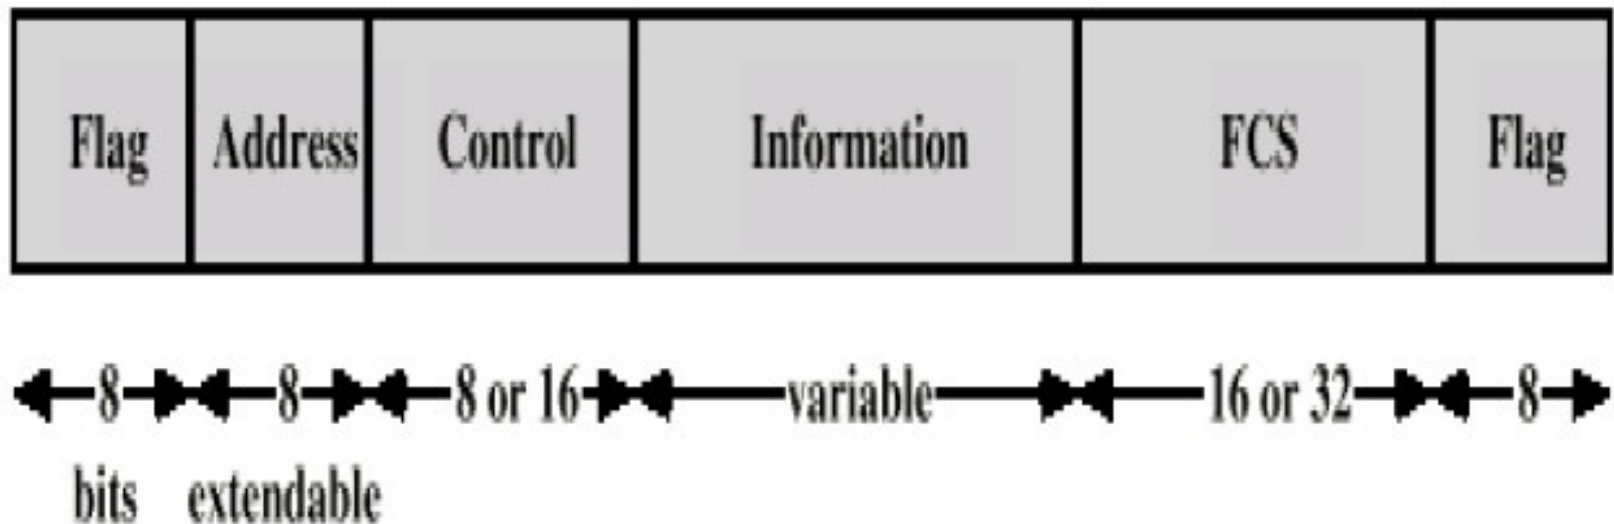 Flag Address Control Information FCS Flag
8 8 8 or 16 variable 16 or 32 8
bits extendable